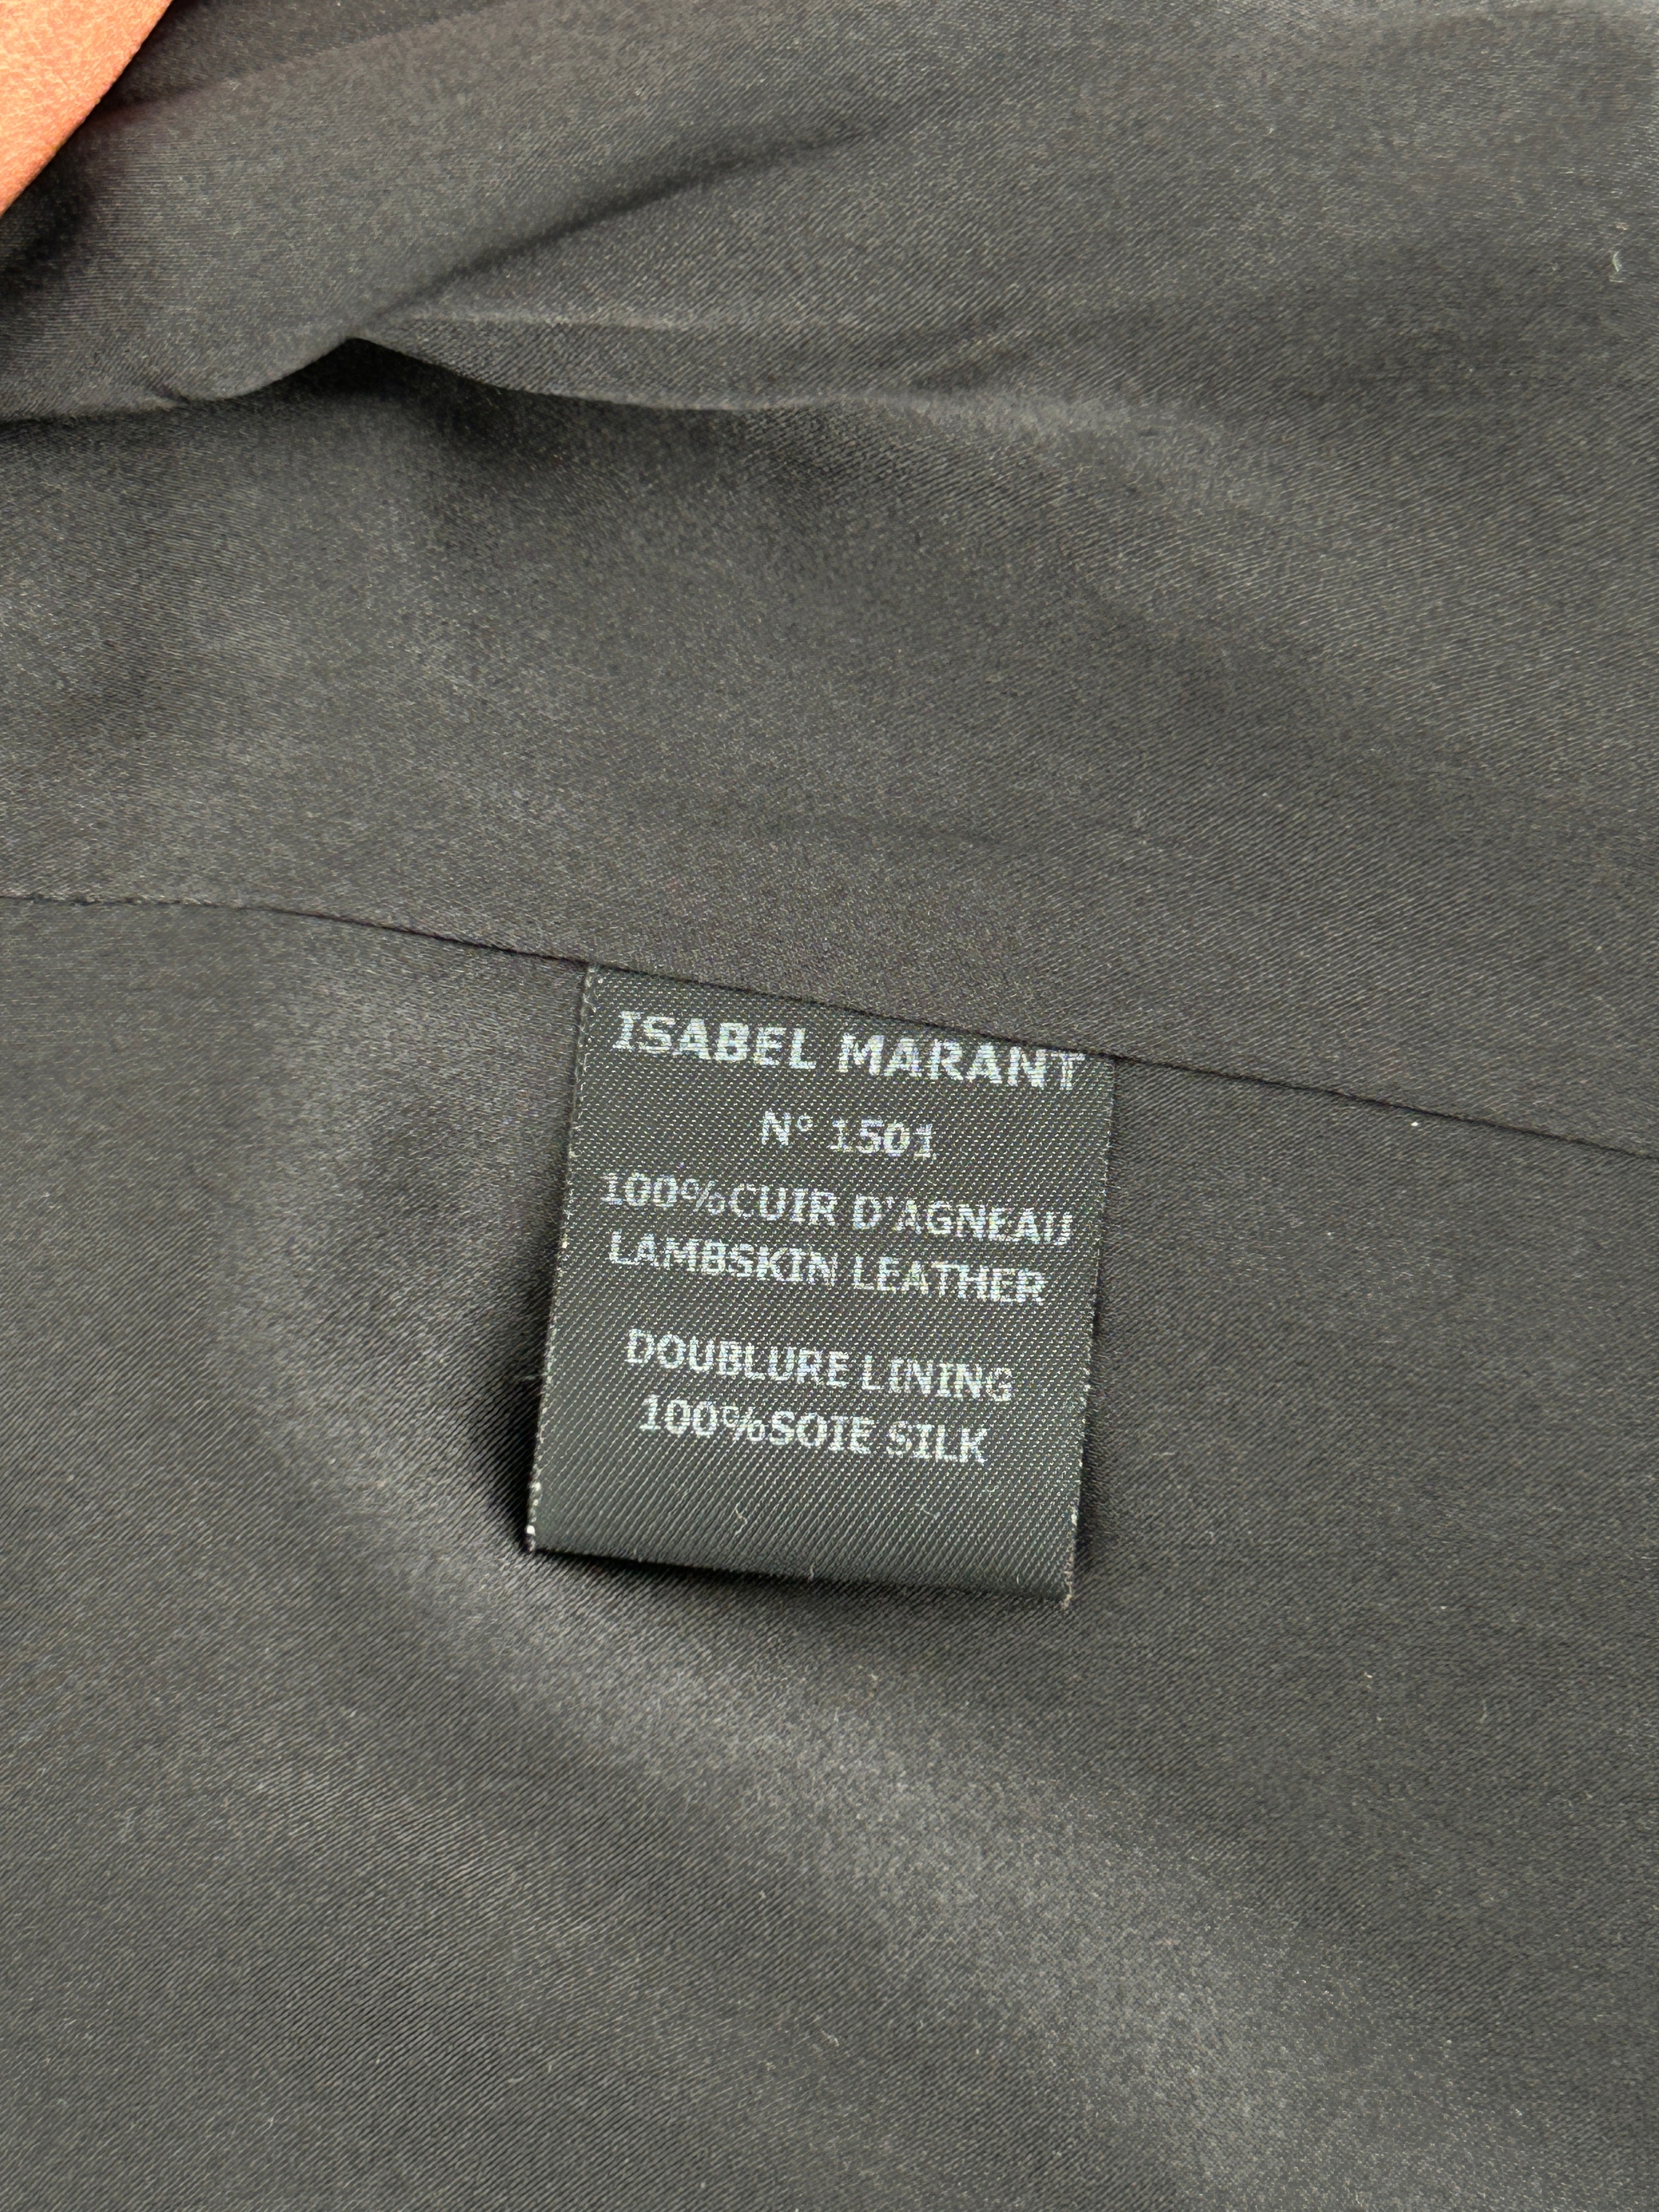 ISABEL MARANT
N° 1501
100%CUIR D'AGNEAU
LAMBSKIN LEATHER
DOUBLURE LINING
100%SOIE SILK